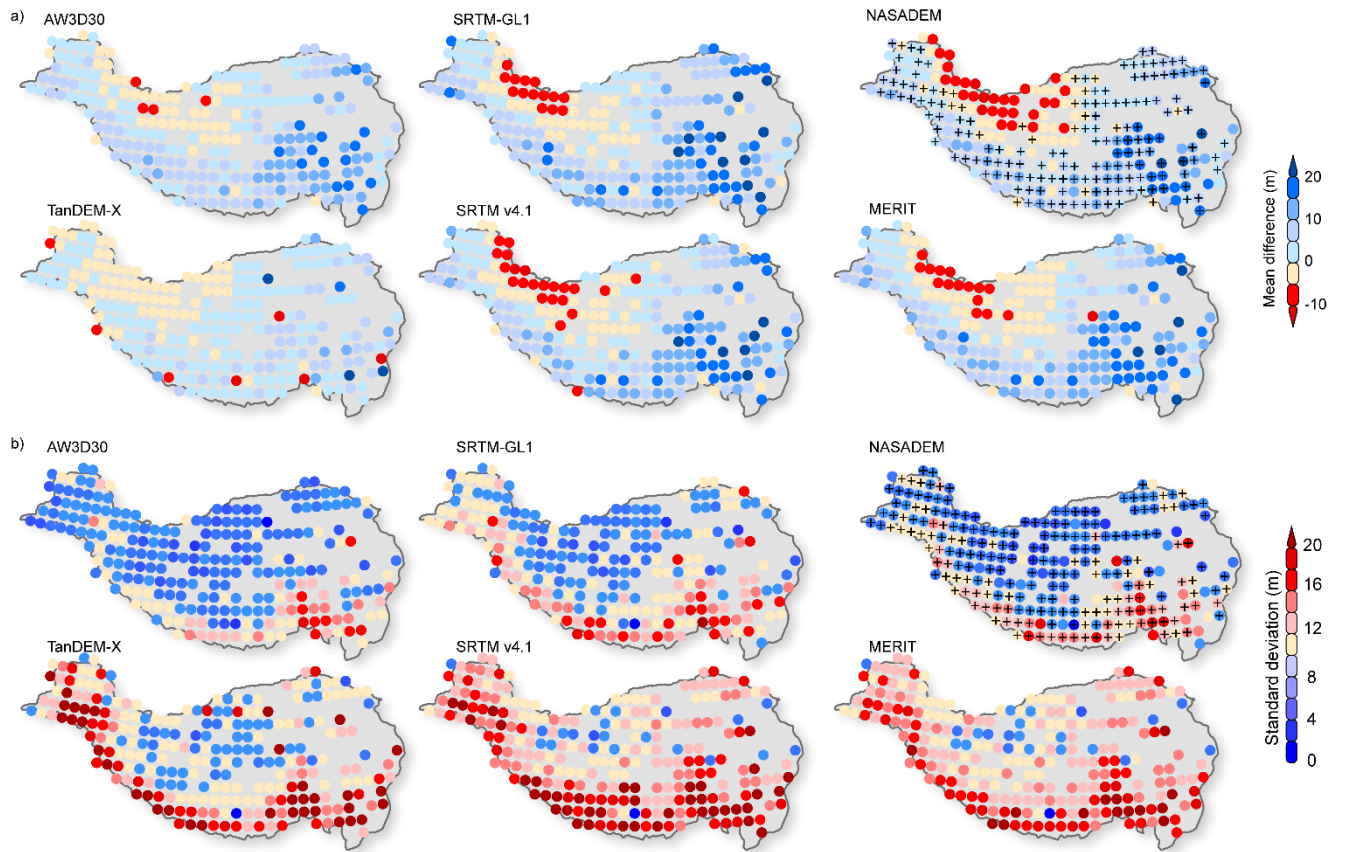 a)
AW3D30
SRTM-GL1
NASADEM
TanDEM-X
SRTM v4.1
MERIT
20
10
0
-10
Mean difference (m)
b)
AW3D30
SRTM-GL1
NASADEM
TanDEM-X
SRTM v4.1
MERIT
20
16
12
8
4
0
Standard deviation (m)